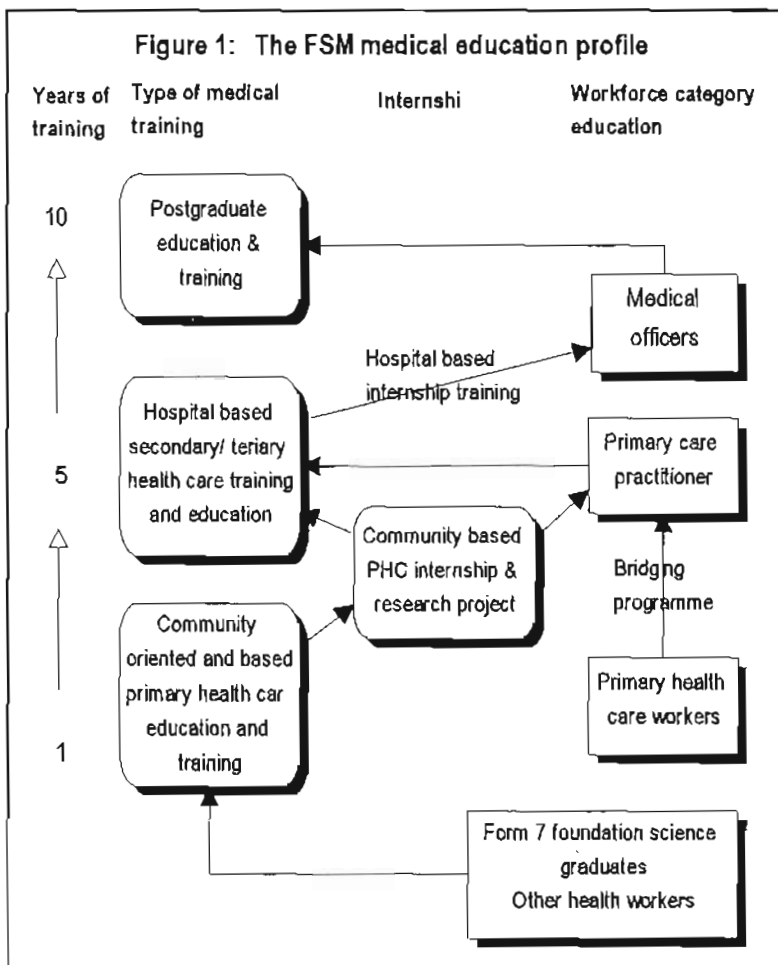 Figure 1: The FSM medical education profile
Years of
training
Type of medical
training
Internshi
Workforce category
education
10
Postgraduate
education &
training
Medical
officers
Hospital based
internship training
5
Hospital based
secondary/ teriary
health care training
and education
Primary care
practitioner
Community based
PHC internship &
research project
Bridging
programme
1
Community
oriented and based
primary health car
education and
training
Primary health
care workers
Form 7 foundation science
graduates
Other health workers